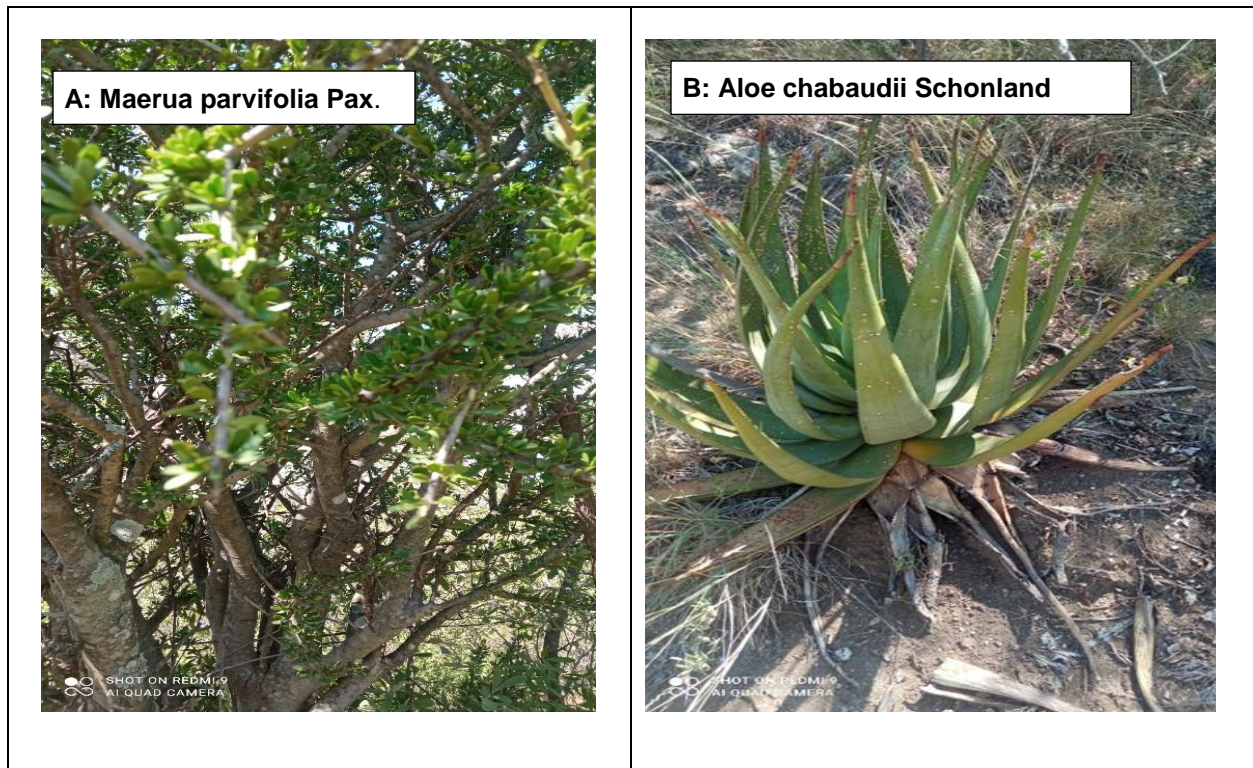 A: Maerua parvifolia Pax.
B: Aloe chabaudii Schonland
SHOT ON REDMI 9
AI QUAD CAMERA
SHOT ON REDMI 9
AI QUAD CAMERA